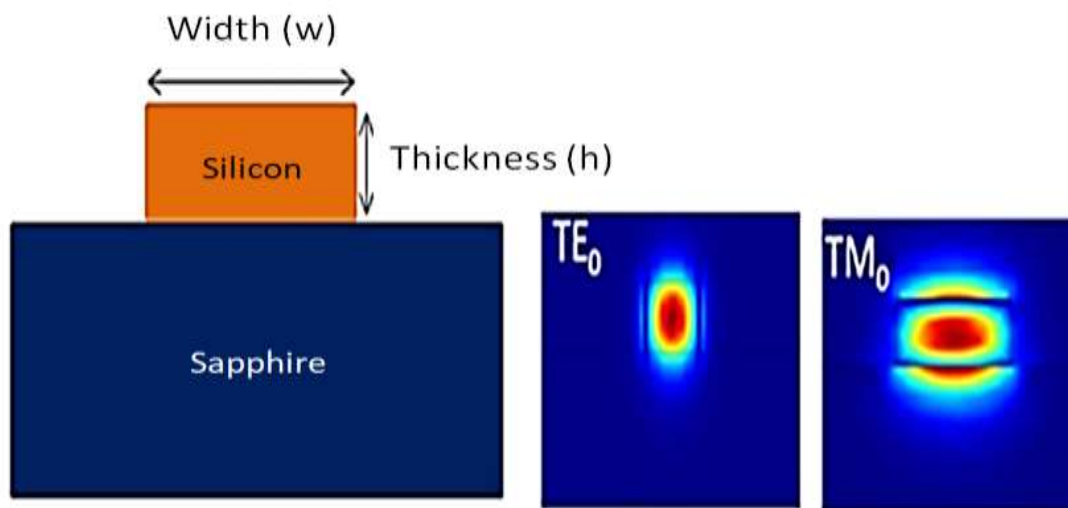 Width (w)
Silicon
Thickness (h)
Sapphire
TE₀
TM₀